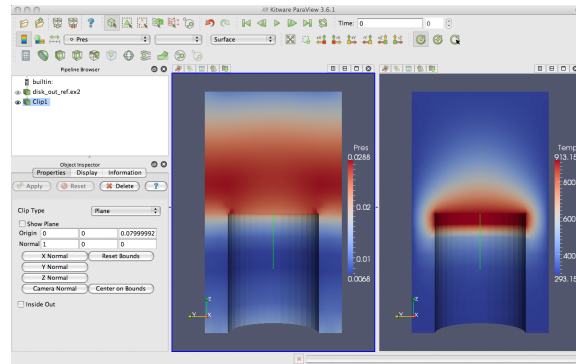 Kitware ParaView 3.6.1
Time: 0
0
Pres
Surface
Pipeline Browser
builtin:
disk_out_ref.ex2
Clip1
Object Inspector
Properties Display Information
Apply Reset Delete ?
Clip Type Plane
Show Plane
Origin 0 0 0.07999992
Normal 1 0 0
X Normal Reset Bounds
Y Normal
Z Normal
Camera Normal Center on Bounds
Inside Out
Pres
0.0288
0.02
0.01
0.0068
Z
Y
Temp
913.15
800
600
400
293.15
Z
Y